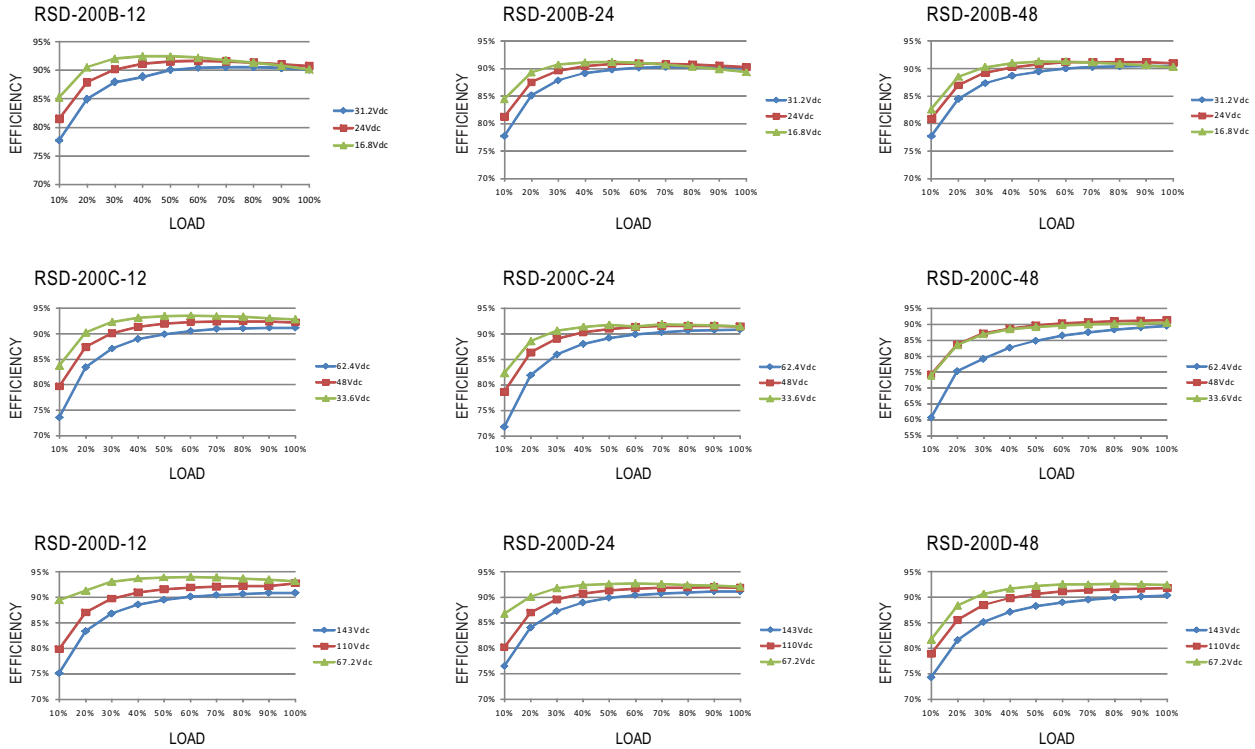 RSD-200B-12
EFFICIENCY
95%
90%
85%
80%
75%
70%
10% 20% 30% 40% 50% 60% 70% 80% 90% 100%
LOAD
31.2Vdc
24Vdc
16.8Vdc
RSD-200B-24
EFFICIENCY
95%
90%
85%
80%
75%
70%
10% 20% 30% 40% 50% 60% 70% 80% 90% 100%
LOAD
31.2Vdc
24Vdc
16.8Vdc
RSD-200B-48
EFFICIENCY
95%
90%
85%
80%
75%
70%
10% 20% 30% 40% 50% 60% 70% 80% 90% 100%
LOAD
31.2Vdc
24Vdc
16.8Vdc
RSD-200C-12
EFFICIENCY
95%
90%
85%
80%
75%
70%
10% 20% 30% 40% 50% 60% 70% 80% 90% 100%
LOAD
62.4Vdc
48Vdc
33.6Vdc
RSD-200C-24
EFFICIENCY
95%
90%
85%
80%
75%
70%
10% 20% 30% 40% 50% 60% 70% 80% 90% 100%
LOAD
62.4Vdc
48Vdc
33.6Vdc
RSD-200C-48
EFFICIENCY
95%
90%
85%
80%
75%
70%
65%
60%
55%
10% 20% 30% 40% 50% 60% 70% 80% 90% 100%
LOAD
62.4Vdc
48Vdc
33.6Vdc
RSD-200D-12
EFFICIENCY
95%
90%
85%
80%
75%
70%
10% 20% 30% 40% 50% 60% 70% 80% 90% 100%
LOAD
143Vdc
110Vdc
67.2Vdc
RSD-200D-24
EFFICIENCY
95%
90%
85%
80%
75%
70%
10% 20% 30% 40% 50% 60% 70% 80% 90% 100%
LOAD
143Vdc
110Vdc
67.2Vdc
RSD-200D-48
EFFICIENCY
95%
90%
85%
80%
75%
70%
10% 20% 30% 40% 50% 60% 70% 80% 90% 100%
LOAD
143Vdc
110Vdc
67.2Vdc